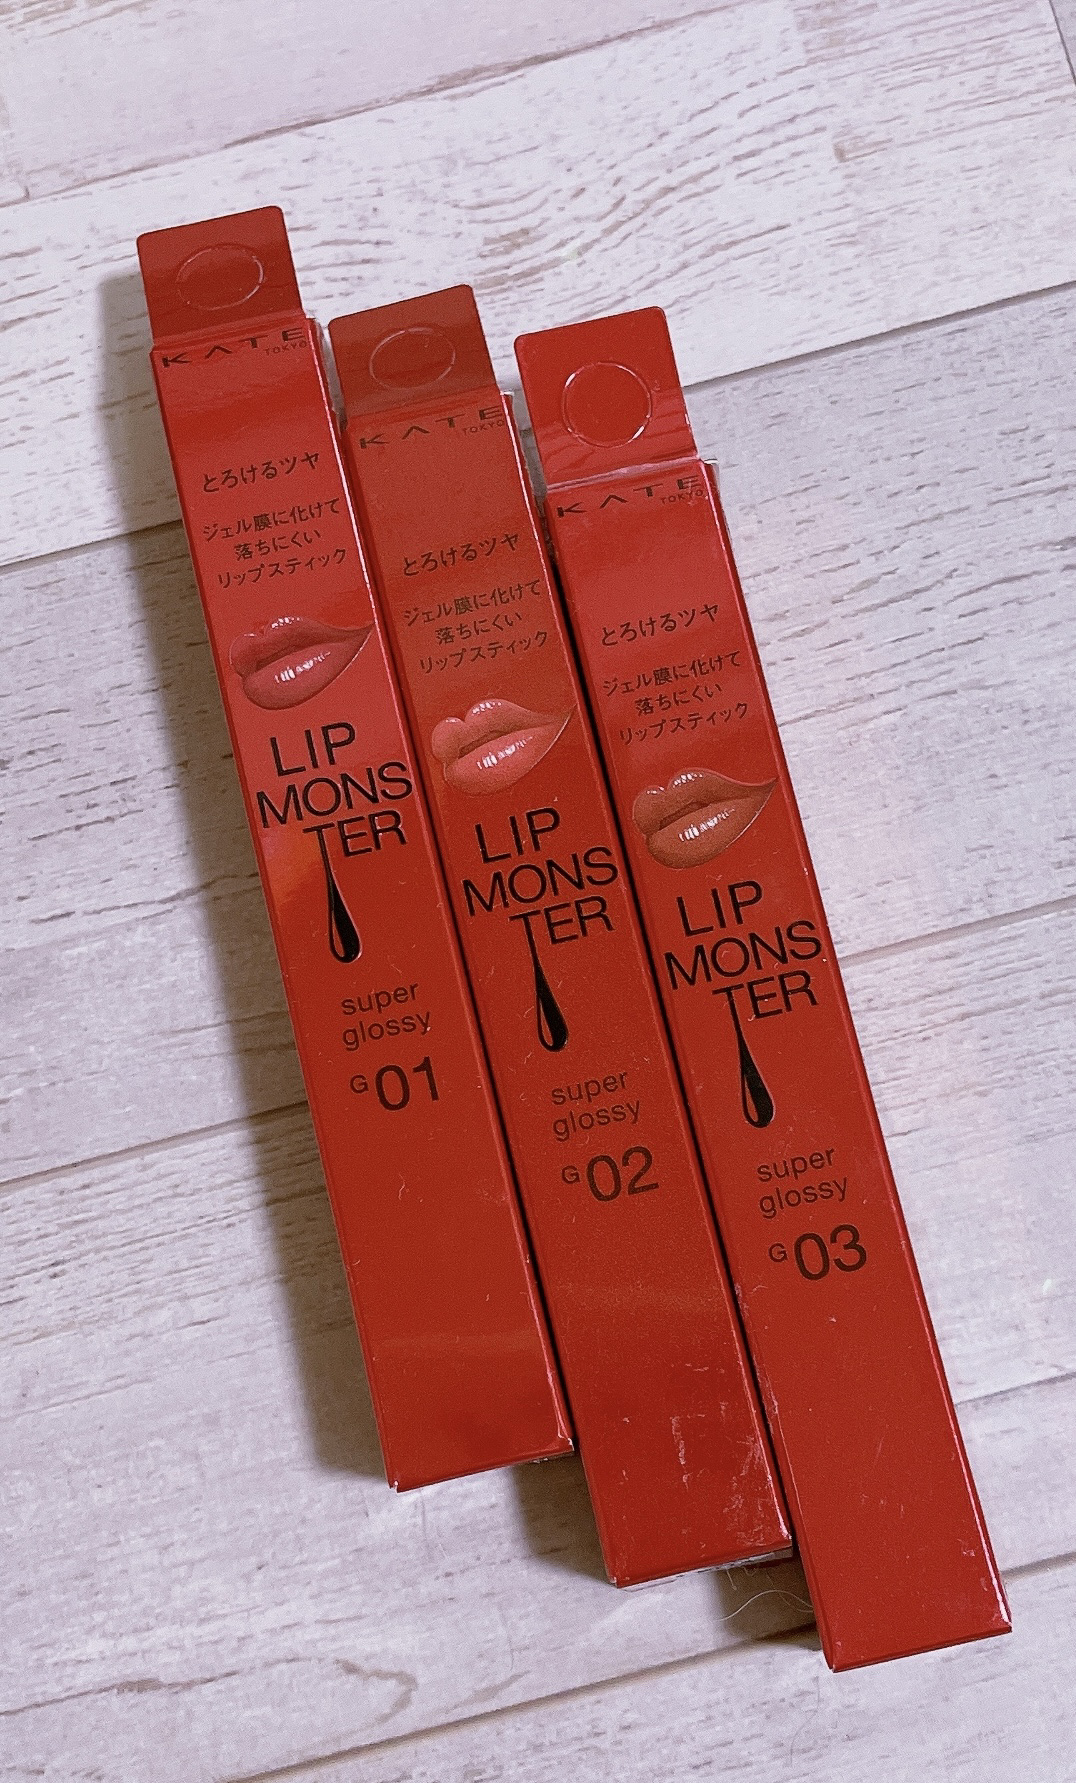 KATE
TOKYO
とろけるツヤ
ジェル膜に化けて
落ちにくい
リップスティック
LIP
MONS
TER
super
glossy
G 01
KATE
TOKYO
とろけるツヤ
ジェル膜に化けて
落ちにくい
リップスティック
LIP
MONS
TER
super
glossy
G 02
KATE
TOKYO
とろけるツヤ
ジェル膜に化けて
落ちにくい
リップスティック
LIP
MONS
TER
super
glossy
G 03